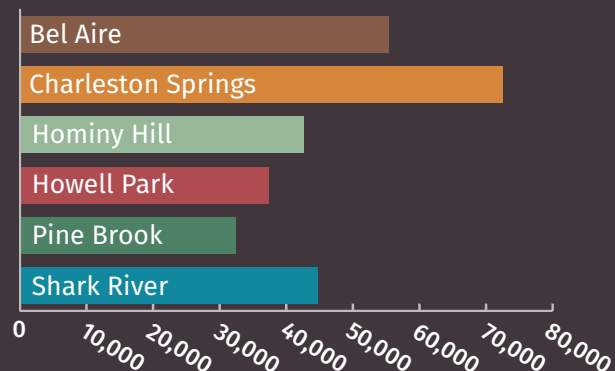 Bel Aire
Charleston Springs
Hominy Hill
Howell Park
Pine Brook
Shark River
0
10,000
20,000
30,000
40,000
50,000
60,000
70,000
80,000